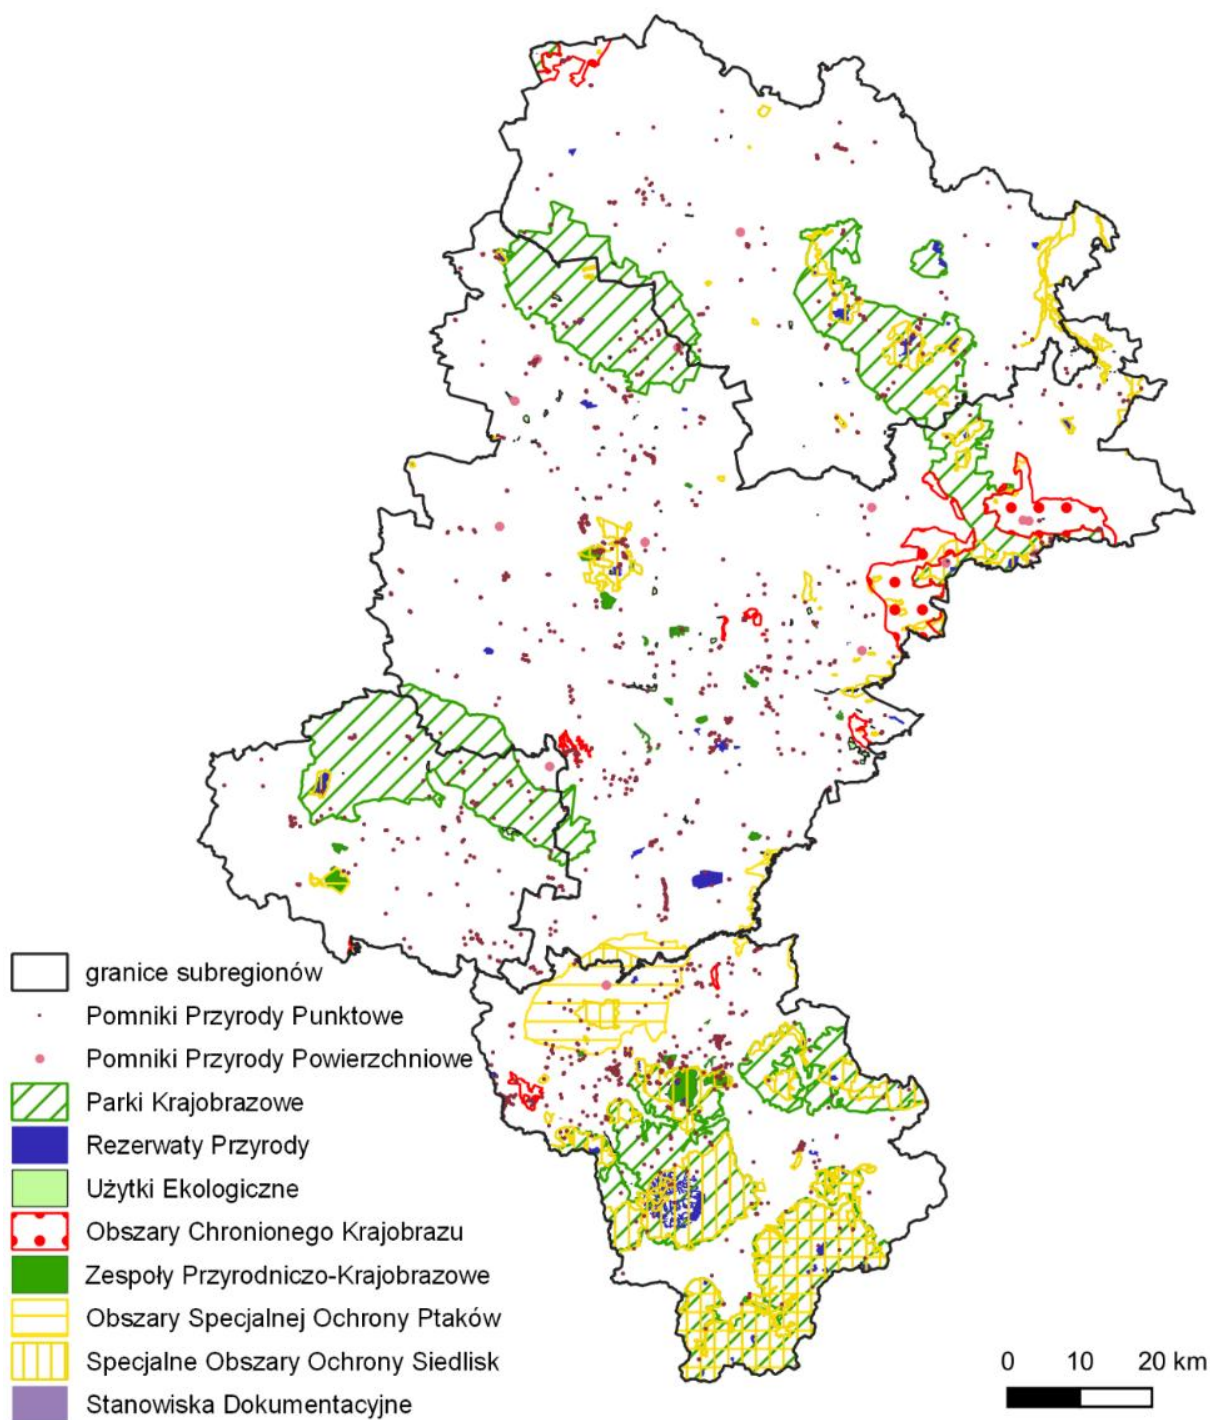 granice subregionów
Pomniki Przyrody Punktowe
Pomniki Przyrody Powierzchniowe
Parki Krajobrazowe
Rezerwaty Przyrody
Użytki Ekologiczne
Obszary Chronionego Krajobrazu
Zespoły Przyrodniczo-Krajobrazowe
Obszary Specjalnej Ochrony Ptaków
Specjalne Obszary Ochrony Siedlisk
Stanowiska Dokumentacyjne
0 10 20 km